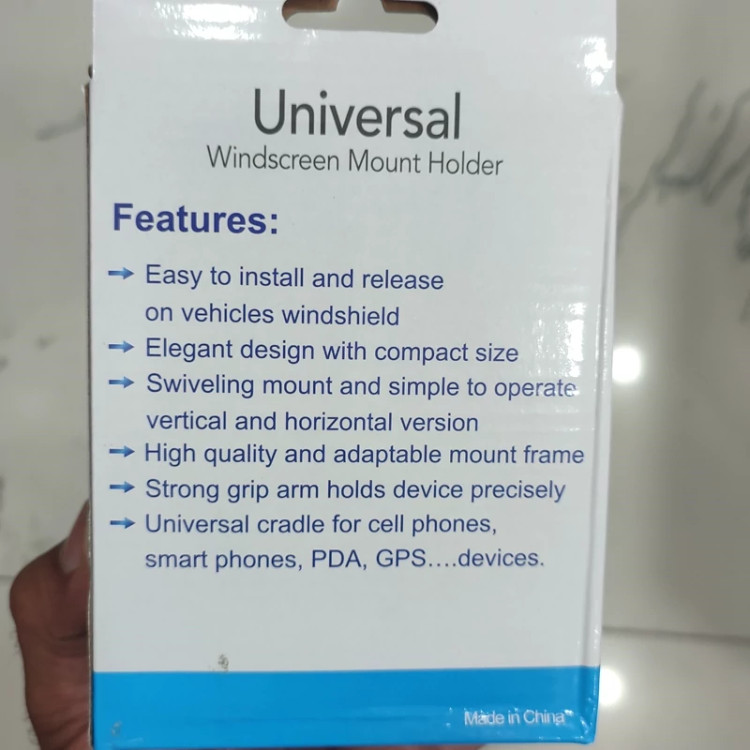 Universal
Windscreen Mount Holder
Features:
Easy to install and release
on vehicles windshield
Elegant design with compact size
Swiveling mount and simple to operate
vertical and horizontal version
High quality and adaptable mount frame
Strong grip arm holds device precisely
Universal cradle for cell phones,
smart phones, PDA, GPS....devices.
Made in China